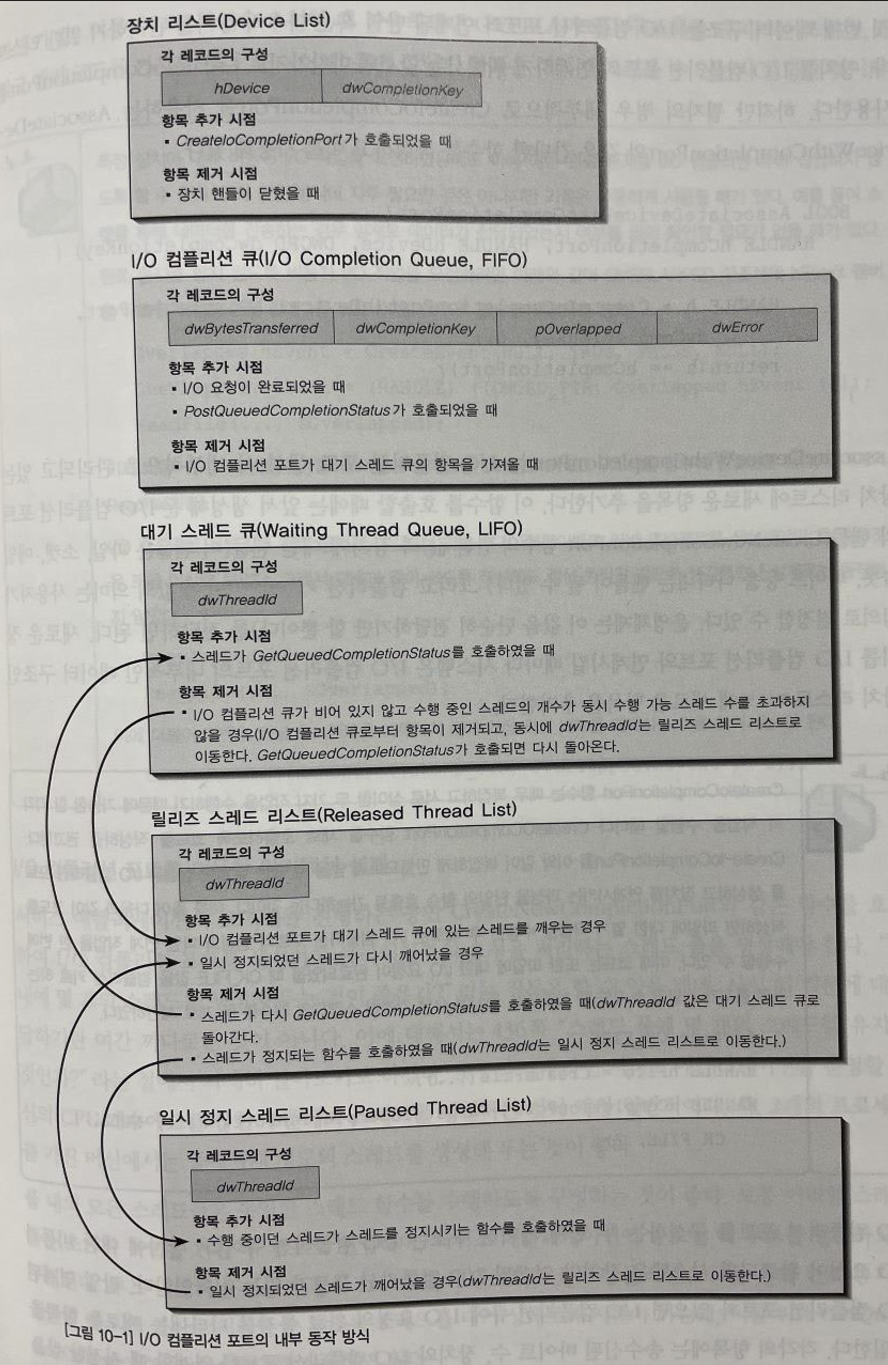 장치 리스트(Device List)
각 레코드의 구성
hDevice dwCompletionKey
항목 추가 시점
▪ CreateIoCompletionPort가 호출되었을 때
항목 제거 시점
▪ 장치 핸들이 닫혔을 때
I/O 컴플리션 큐(I/O Completion Queue, FIFO)
각 레코드의 구성
dwBytesTransferred dwCompletionKey pOverlapped dwError
항목 추가 시점
▪ I/O 요청이 완료되었을 때
▪ PostQueuedCompletionStatus가 호출되었을 때
항목 제거 시점
▪ I/O 컴플리션 포트가 대기 스레드 큐의 항목을 가져올 때
대기 스레드 큐(Waiting Thread Queue, LIFO)
각 레코드의 구성
dwThreadId
항목 추가 시점
▪ 스레드가 GetQueuedCompletionStatus를 호출하였을 때
항목 제거 시점
▪ I/O 컴플리션 큐가 비어 있지 않고 수행 중인 스레드의 개수가 동시 수행 가능 스레드 수를 초과하지
않을 경우(I/O 컴플리션 큐로부터 항목이 제거되고, 동시에 dwThreadId는 릴리즈 스레드 리스트로
이동한다. GetQueuedCompletionStatus가 호출되면 다시 돌아온다.
릴리즈 스레드 리스트(Released Thread List)
각 레코드의 구성
dwThreadId
항목 추가 시점
▪ I/O 컴플리션 포트가 대기 스레드 큐에 있는 스레드를 깨우는 경우
▪ 일시 정지되었던 스레드가 다시 깨어났을 경우
항목 제거 시점
▪ 스레드가 다시 GetQueuedCompletionStatus를 호출하였을 때(dwThreadId 값은 대기 스레드 큐로
돌아간다.
▪ 스레드가 정지되는 함수를 호출하였을 때(dwThreadId는 일시 정지 스레드 리스트로 이동한다.)
일시 정지 스레드 리스트(Paused Thread List)
각 레코드의 구성
dwThreadId
항목 추가 시점
▪ 수행 중이던 스레드가 스레드를 정지시키는 함수를 호출하였을 때
항목 제거 시점
▪ 일시 정지되었던 스레드가 깨어났을 경우(dwThreadId는 릴리즈 스레드 리스트로 이동한다.)
[그림 10-1] I/O 컴플리션 포트의 내부 동작 방식